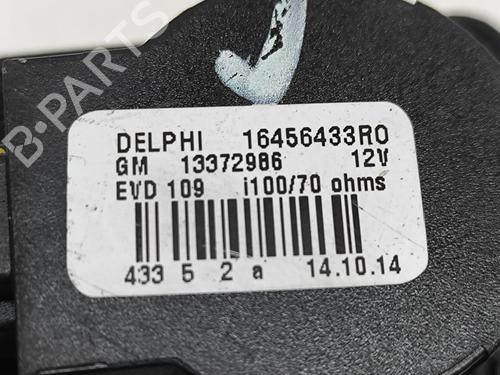 B-PARTS
DELPHI 16456433RO
GM 13372986 12V
EVD 109 i100/70 ohms
433 5 2 a 14.10.14